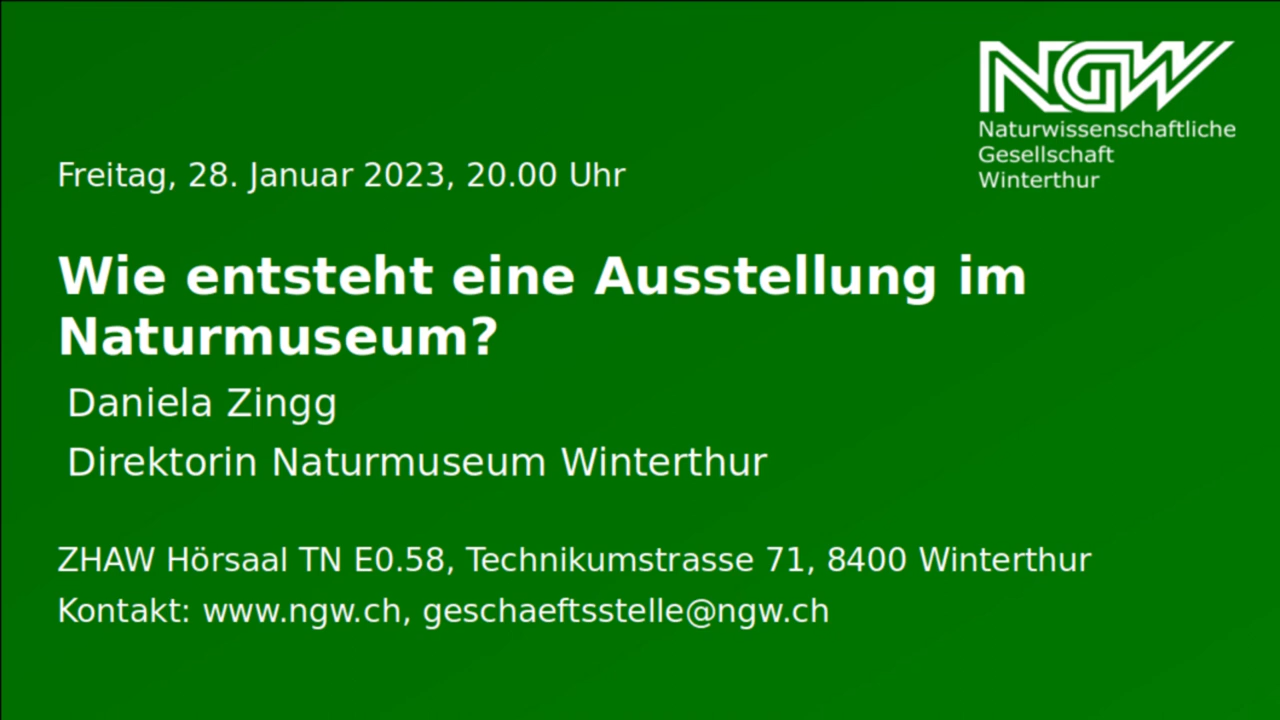 NGW
Naturwissenschaftliche
Gesellschaft
Winterthur
Freitag, 28. Januar 2023, 20.00 Uhr
Wie entsteht eine Ausstellung im
Naturmuseum?
Daniela Zingg
Direktorin Naturmuseum Winterthur
ZHAW Hörsaal TN E0.58, Technikumstrasse 71, 8400 Winterthur
Kontakt: www.ngw.ch, geschaeftsstelle@ngw.ch